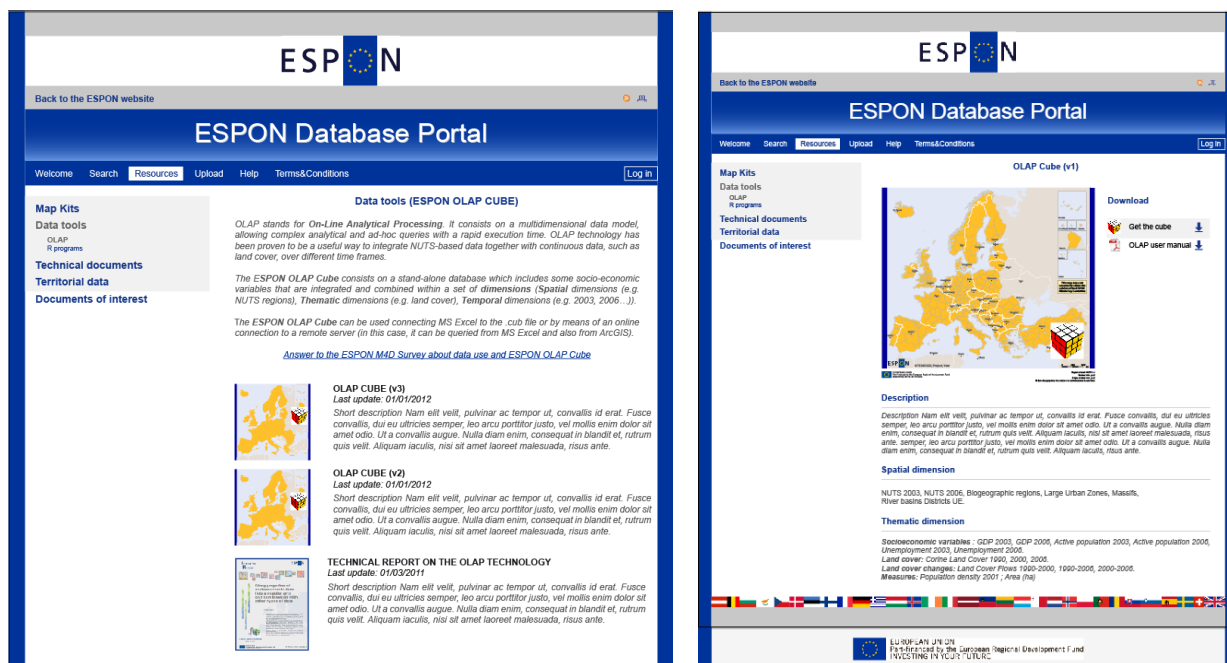 ESPON
Back to the ESPON website
ESPON Database Portal
Welcome Search Resources Upload Help Terms&Conditions Log in
Map Kits
Data tools
OLAP
R programs
Technical documents
Territorial data
Documents of interest
Data tools (ESPON OLAP CUBE)
OLAP stands for On-Line Analytical Processing. It consists on a multidimensional data model,
allowing complex analytical and ad-hoc queries with a rapid execution time. OLAP technology has
been proven to be a useful way to integrate NUTS-based data together with continuous data, such as
land cover, over different time frames.
The ESPON OLAP Cube consists on a stand-alone database which includes some socio-economic
variables that are integrated and combined within a set of dimensions (Spatial dimensions (e.g.
NUTS regions), Thematic dimensions (e.g. land cover), Temporal dimensions (e.g. 2003, 2006…)).
The ESPON OLAP Cube can be used connecting MS Excel to the .cub file or by means of an online
connection to a remote server (in this case, it can be queried from MS Excel and also from ArcGIS).
Answer to the ESPON M4D Survey about data use and ESPON OLAP Cube
OLAP CUBE (v3)
Last update: 01/01/2012
Short description Nam elit velit, pulvinar ac tempor ut, convallis id erat. Fusce
convallis, dui eu ultricies semper, leo arcu porttitor justo, vel mollis enim dolor sit
amet odio. Ut a convallis augue. Nulla diam enim, consequat in blandit et, rutrum
quis velit. Aliquam iaculis, nisi sit amet laoreet malesuada, risus ante.
OLAP CUBE (v2)
Last update: 01/01/2012
Short description Nam elit velit, pulvinar ac tempor ut, convallis id erat. Fusce
convallis, dui eu ultricies semper, leo arcu porttitor justo, vel mollis enim dolor sit
amet odio. Ut a convallis augue. Nulla diam enim, consequat in blandit et, rutrum
quis velit. Aliquam iaculis, nisi sit amet laoreet malesuada, risus ante.
TECHNICAL REPORT ON THE OLAP TECHNOLOGY
Last update: 01/03/2011
Short description Nam elit velit, pulvinar ac tempor ut, convallis id erat. Fusce
convallis, dui eu ultricies semper, leo arcu porttitor justo, vel mollis enim dolor sit
amet odio. Ut a convallis augue. Nulla diam enim, consequat in blandit et, rutrum
quis velit. Aliquam iaculis, nisi sit amet laoreet malesuada, risus ante.
ESPON
Back to the ESPON website
ESPON Database Portal
Welcome Search Resources Upload Help Terms&Conditions Log in
Map Kits
Data tools
OLAP
R programs
Technical documents
Territorial data
Documents of interest
OLAP Cube (v1)
ESPON
Download
Get the cube
OLAP user manual
Description
Description Nam elit velit, pulvinar ac tempor ut, convallis id erat. Fusce convallis, dui eu ultricies
semper, leo arcu porttitor justo, vel mollis enim dolor sit amet odio. Ut a convallis augue. Nulla diam
enim, consequat in blandit et, rutrum quis velit. Aliquam iaculis, nisi sit amet laoreet malesuada, risus
ante. semper, leo arcu porttitor justo, vel mollis enim dolor sit amet odio. Ut a convallis augue. Nulla
diam enim, consequat in blandit et, rutrum quis velit. Aliquam iaculis, nisi sit amet laoreet malesuada, risus ante.
Spatial dimension
NUTS 2003, NUTS 2006, Biogeographic regions, Large Urban Zones, Massifs,
River basins Districts UE.
Thematic dimension
Socioeconomic variables : GDP 2003, GDP 2006, Active population 2003, Active population 2006,
Unemployment 2003, Unemployment 2006.
Land cover: Corine Land Cover 1990, 2000, 2006.
Land cover changes: Land Cover Flows 1990-2000, 1990-2006, 2000-2006.
Measures: Population density 2001 ; Area (ha)
EUROPEAN UNION
Part-financed by the European Regional Development Fund
INVESTING IN YOUR FUTURE